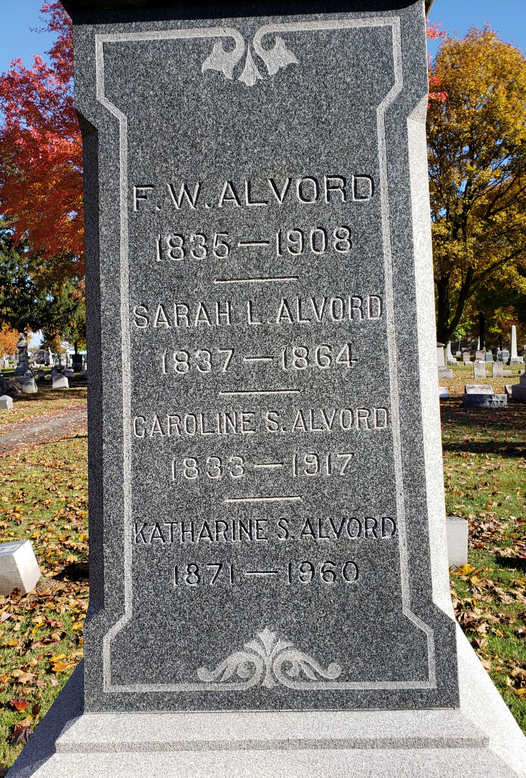 F. W. ALVORD
1835—1908
SARAH L. ALVORD
1837—1864
CAROLINE S. ALVORD
1833—1917
KATHARINE S. ALVORD
1871—1960